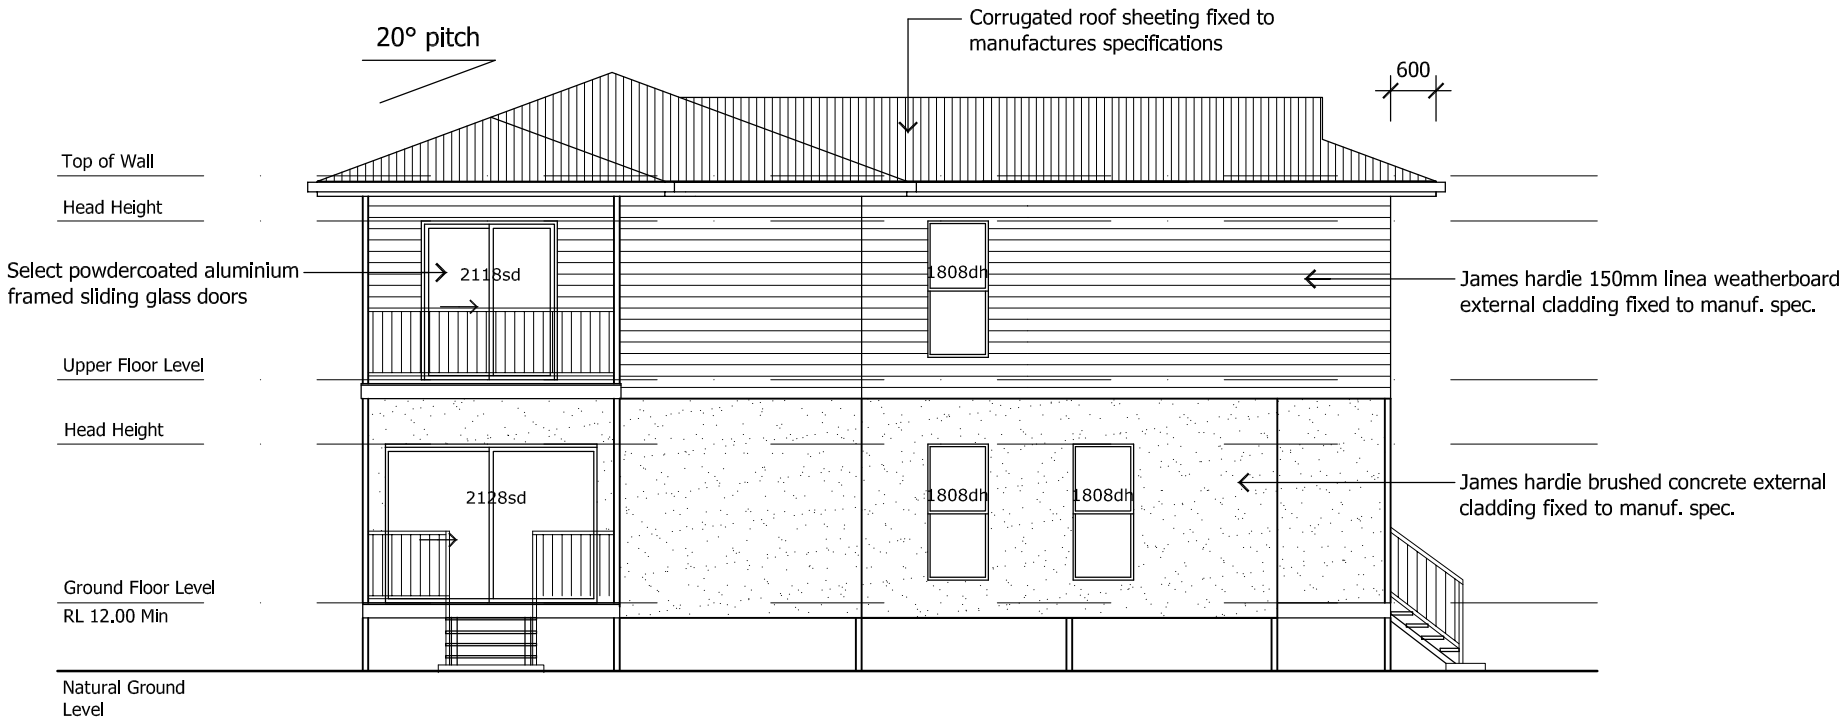 Corrugated roof sheeting fixed to
manufactures specifications
20° pitch
600
Top of Wall
Head Height
Select powdercoated aluminium
framed sliding glass doors
2118sd
1808dh
James hardie 150mm linea weatherboard
external cladding fixed to manuf. spec.
Upper Floor Level
Head Height
2128sd
1808dh
1808dh
James hardie brushed concrete external
cladding fixed to manuf. spec.
Ground Floor Level
RL 12.00 Min
Natural Ground
Level